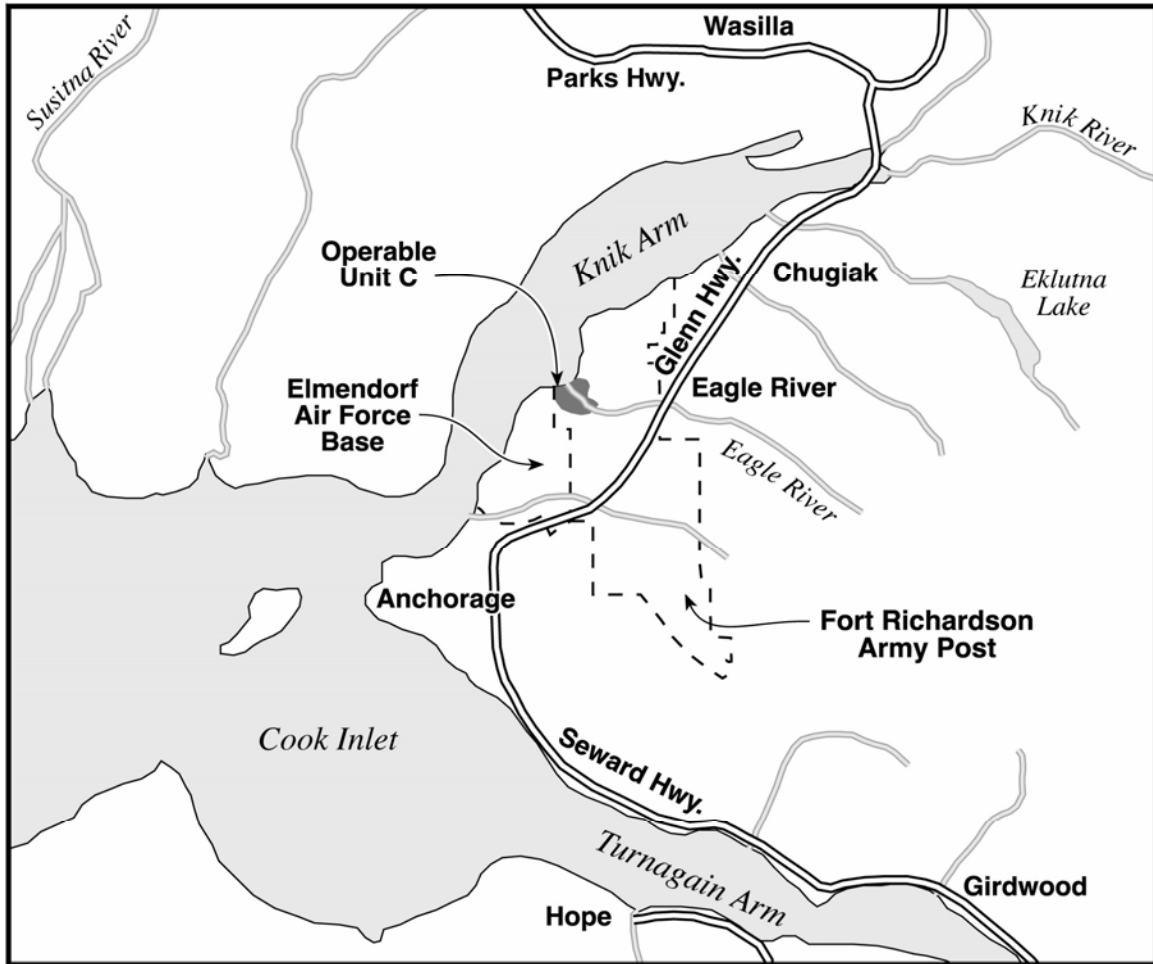 Wasilla
Parks Hwy.
Susitna River
Knik River
Knik Arm
Operable
Unit C
Glenn Hwy.
Chugiak
Eklutna
Lake
Elmendorf
Air Force
Base
Eagle River
Eagle River
Anchorage
Fort Richardson
Army Post
Cook Inlet
Seward Hwy.
Turnagain Arm
Girdwood
Hope